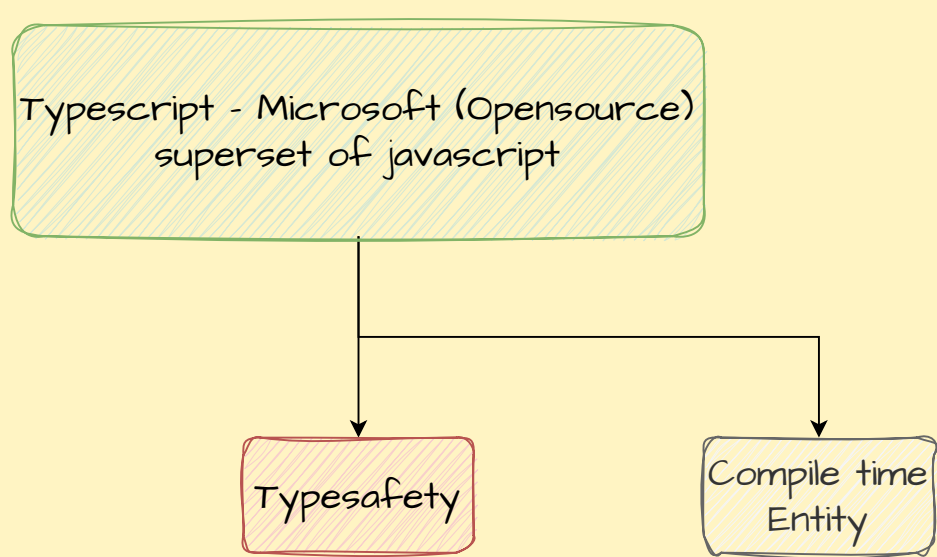 Typescript - Microsoft (Opensource)
superset of javascript
Typesafety
Compile time
Entity